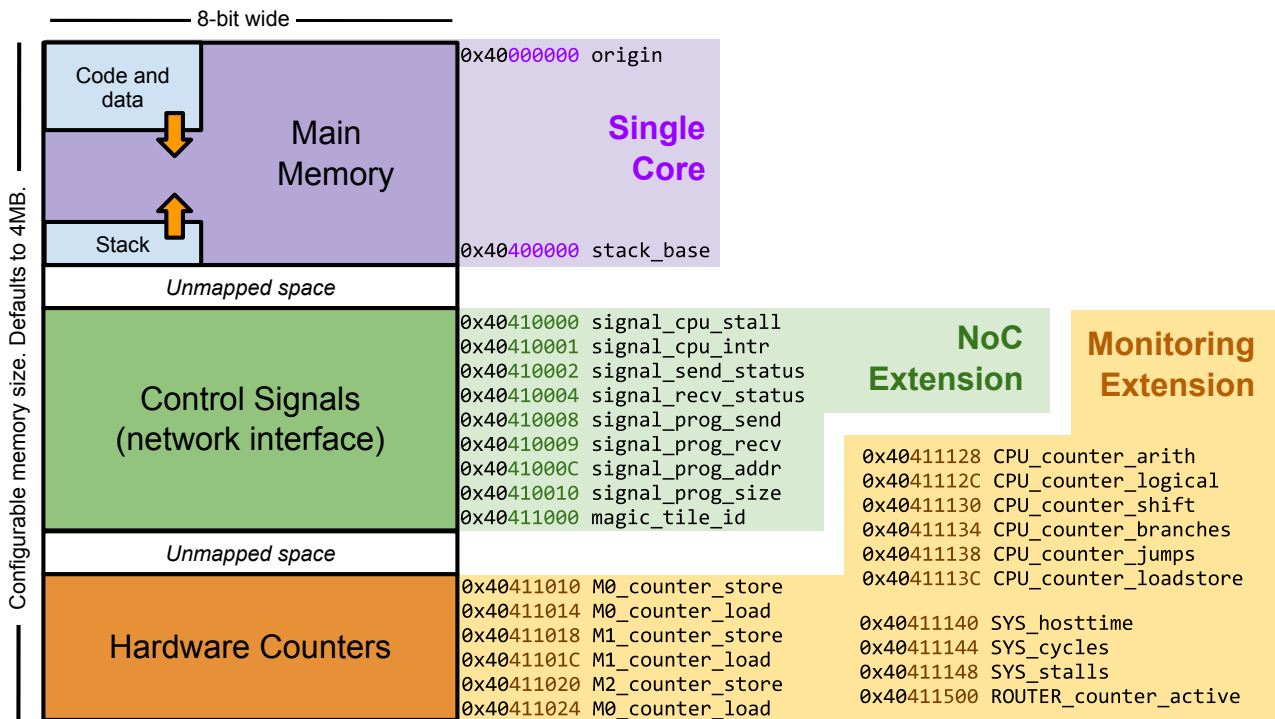 8-bit wide
Configurable memory size. Defaults to 4MB.
Code and
data
Main
Memory
Stack
0x40000000 origin
Single
Core
0x40400000 stack_base
Unmapped space
Control Signals
(network interface)
0x40410000 signal_cpu_stall
0x40410001 signal_cpu_intr
0x40410002 signal_send_status
0x40410004 signal_recv_status
0x40410008 signal_prog_send
0x40410009 signal_prog_recv
0x4041000C signal_prog_addr
0x40410010 signal_prog_size
0x40411000 magic_tile_id
NoC
Extension
Unmapped space
Hardware Counters
0x40411010 M0_counter_store
0x40411014 M0_counter_load
0x40411018 M1_counter_store
0x4041101C M1_counter_load
0x40411020 M2_counter_store
0x40411024 M0_counter_load
Monitoring
Extension
0x40411128 CPU_counter_arith
0x4041112C CPU_counter_logical
0x40411130 CPU_counter_shift
0x40411134 CPU_counter_branches
0x40411138 CPU_counter_jumps
0x4041113C CPU_counter_loadstore
0x40411140 SYS_hosttime
0x40411144 SYS_cycles
0x40411148 SYS_stalls
0x40411500 ROUTER_counter_active